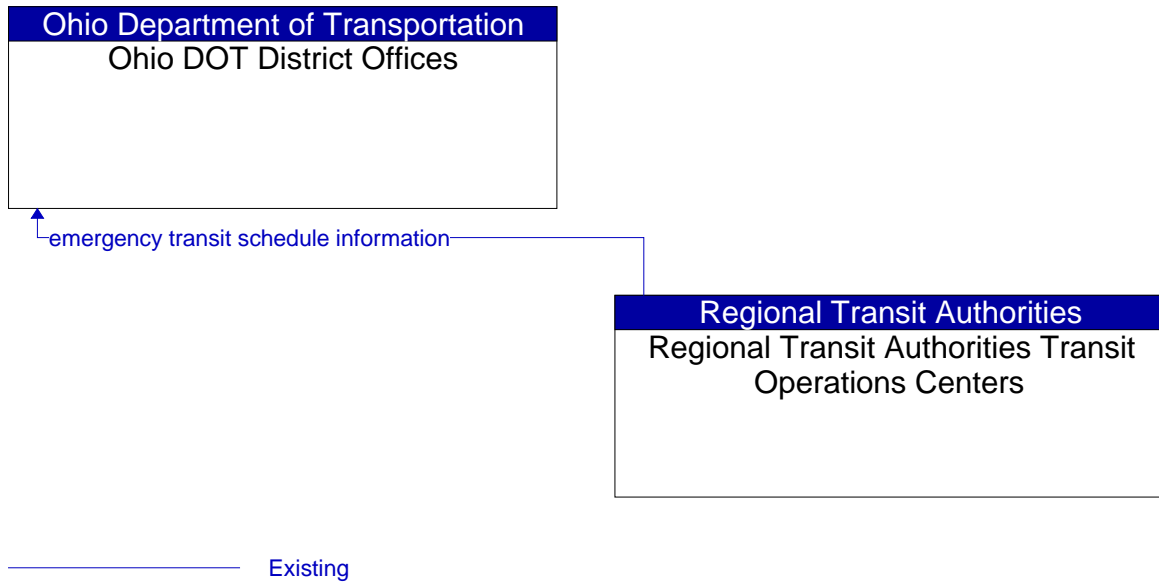 Ohio Department of Transportation
Ohio DOT District Offices
emergency transit schedule information
Regional Transit Authorities
Regional Transit Authorities Transit
Operations Centers
Existing